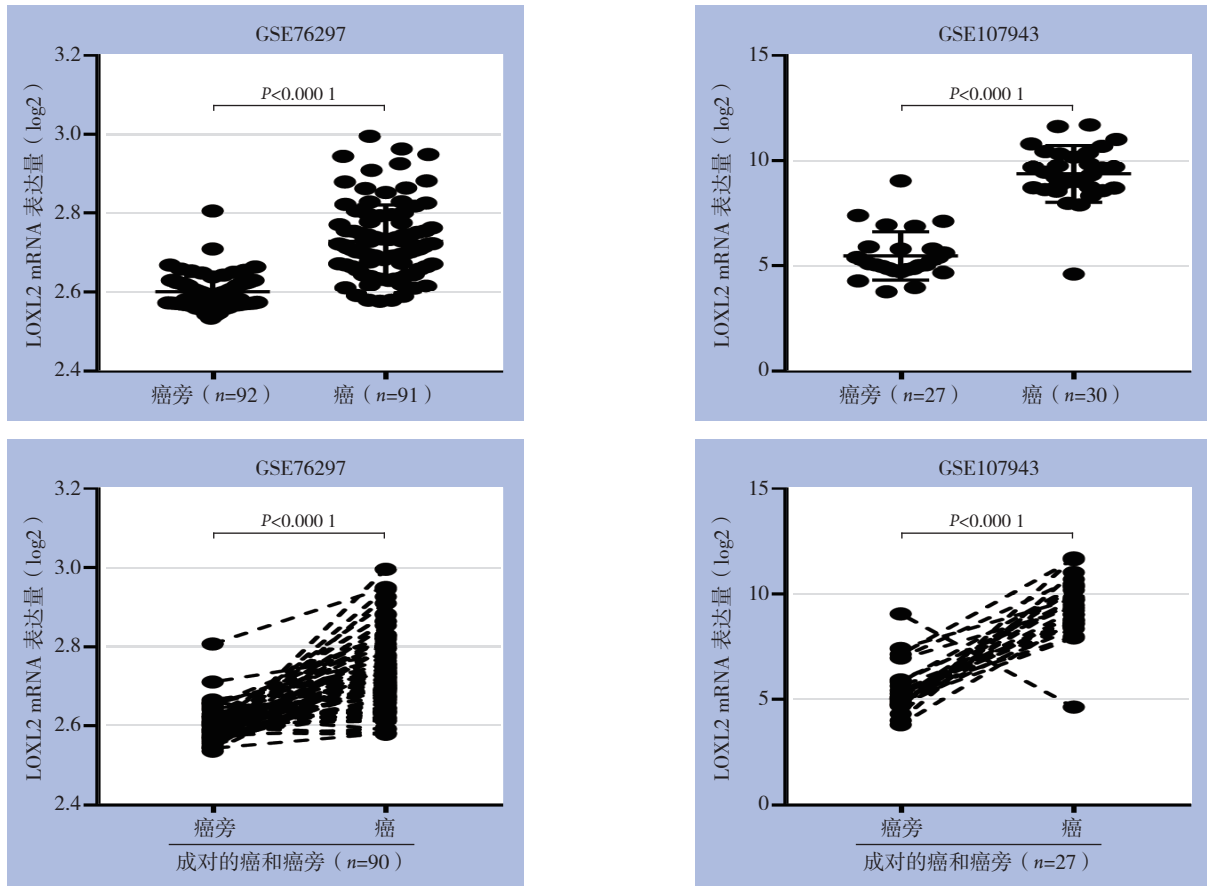 GSE76297
LOXL2 mRNA 表达量（log2）
3.2
3.0
2.8
2.6
2.4
P<0.000 1
癌旁（n=92）
癌（n=91）
GSE107943
LOXL2 mRNA 表达量（log2）
15
10
5
0
P<0.000 1
癌旁（n=27）
癌（n=30）
GSE76297
LOXL2 mRNA 表达量（log2）
3.2
3.0
2.8
2.6
2.4
P<0.000 1
癌旁
癌
成对的癌和癌旁（n=90）
GSE107943
LOXL2 mRNA 表达量（log2）
15
10
5
0
P<0.000 1
癌旁
癌
成对的癌和癌旁（n=27）